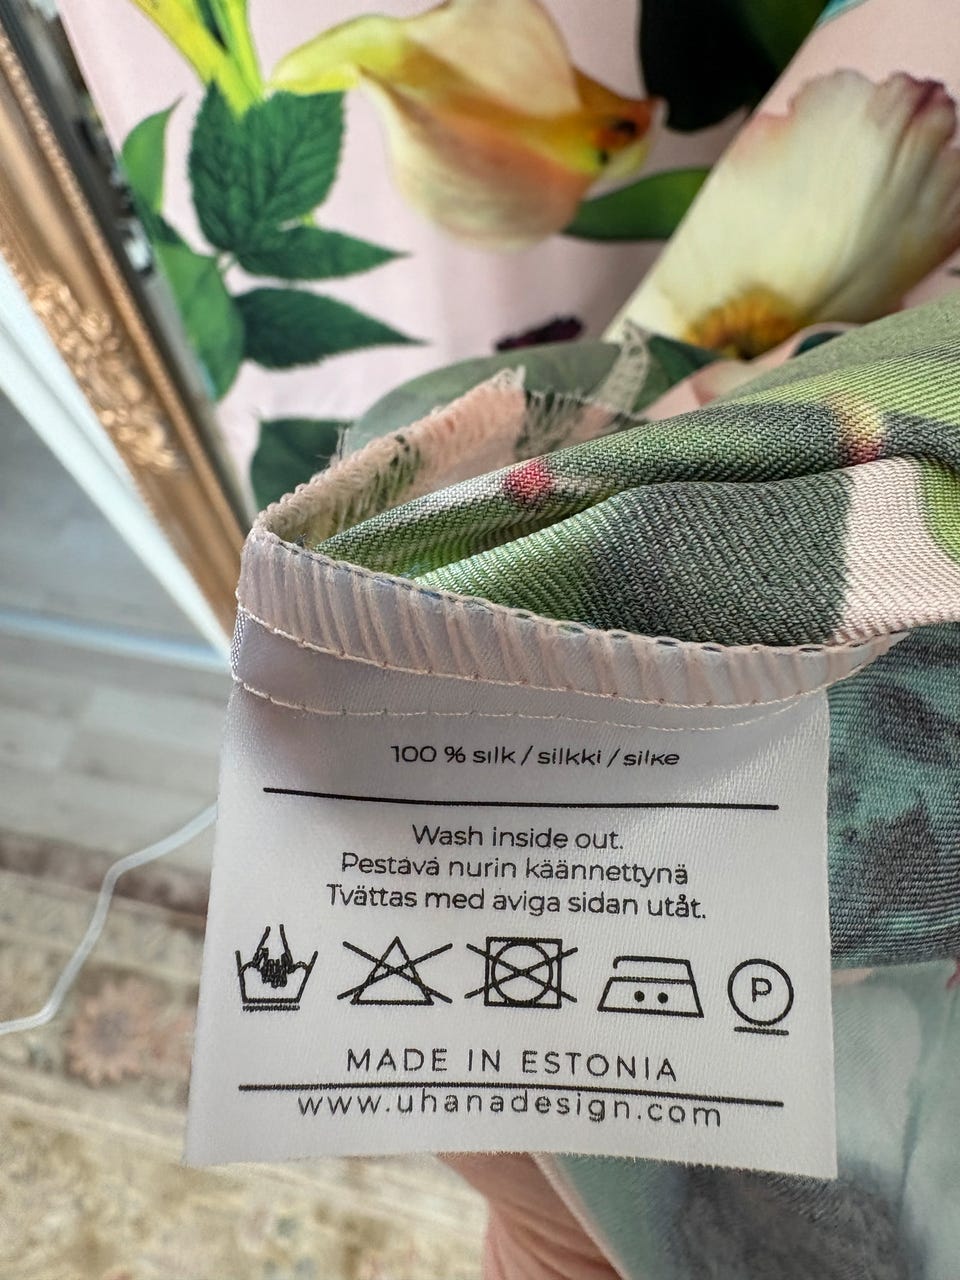 100 % silk / silkki / silke
Wash inside out.
Pestävä nurin käännettynä
Tvättas med aviga sidan utåt.
P
MADE IN ESTONIA
www.uhanadesign.com